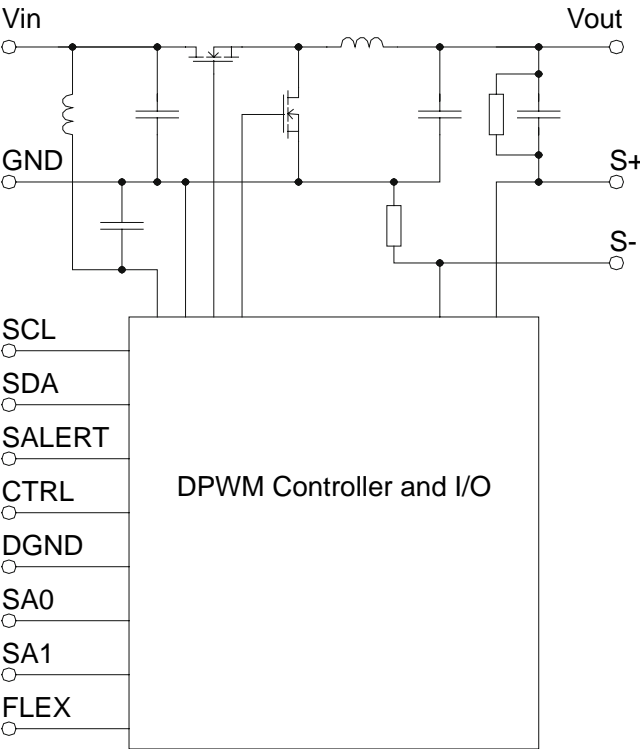 Vin
Vout
GND
S+
S-
SCL
SDA
SALERT
CTRL
DPWM Controller and I/O
DGND
SA0
SA1
FLEX